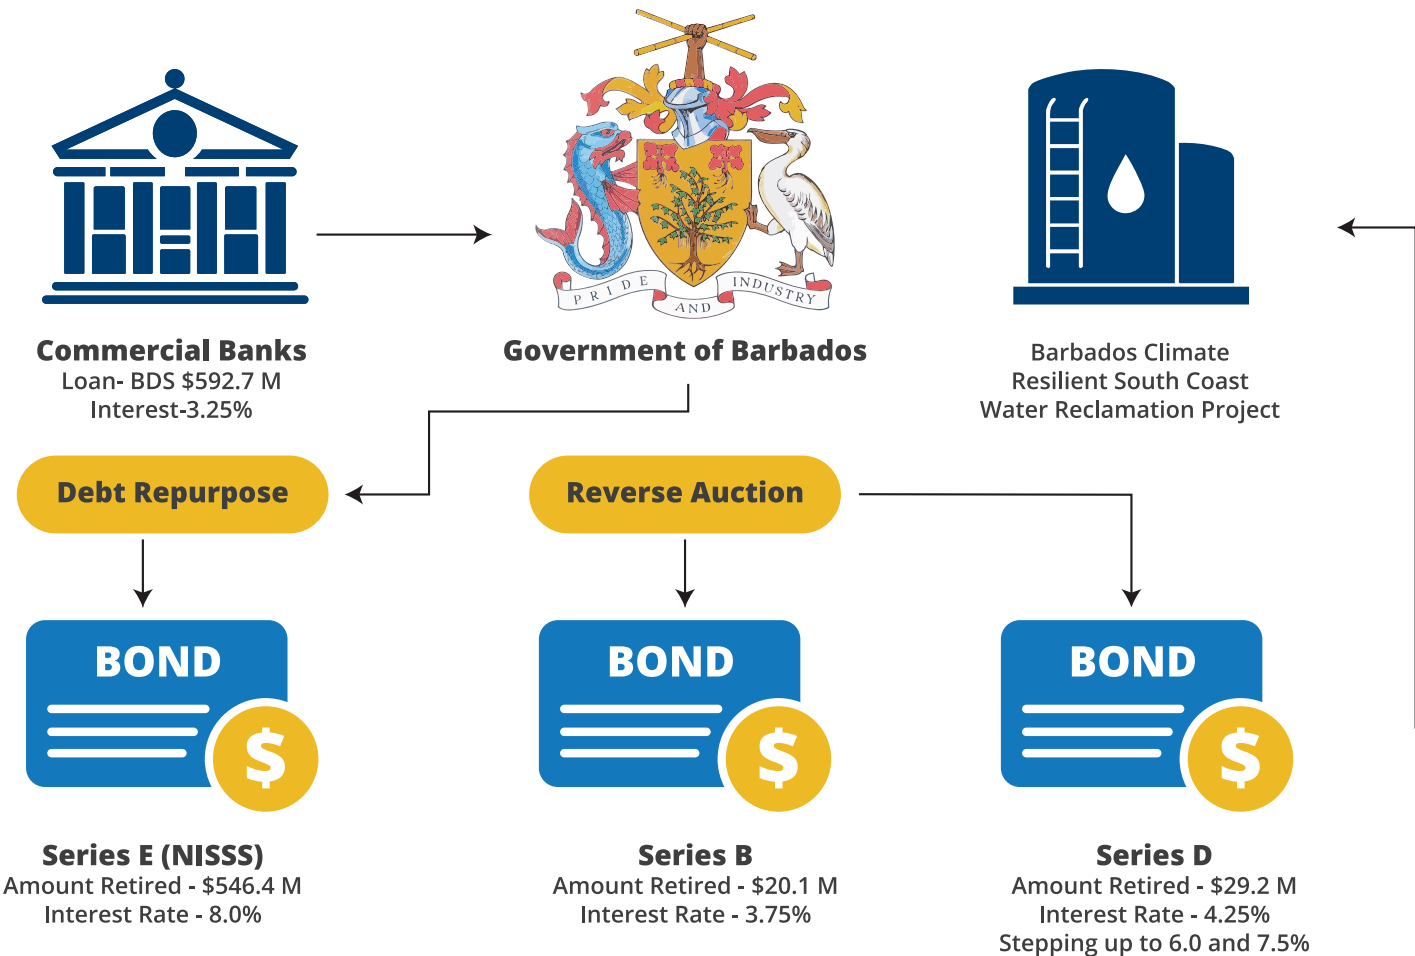 PRIDE
AND
INDUSTRY
Commercial Banks
Loan- BDS $592.7 M
Interest-3.25%
Government of Barbados
Barbados Climate
Resilient South Coast
Water Reclamation Project
Debt Repurpose
Reverse Auction
BOND
$
BOND
$
BOND
$
Series E (NISSS)
Amount Retired - $546.4 M
Interest Rate - 8.0%
Series B
Amount Retired - $20.1 M
Interest Rate - 3.75%
Series D
Amount Retired - $29.2 M
Interest Rate - 4.25%
Stepping up to 6.0 and 7.5%